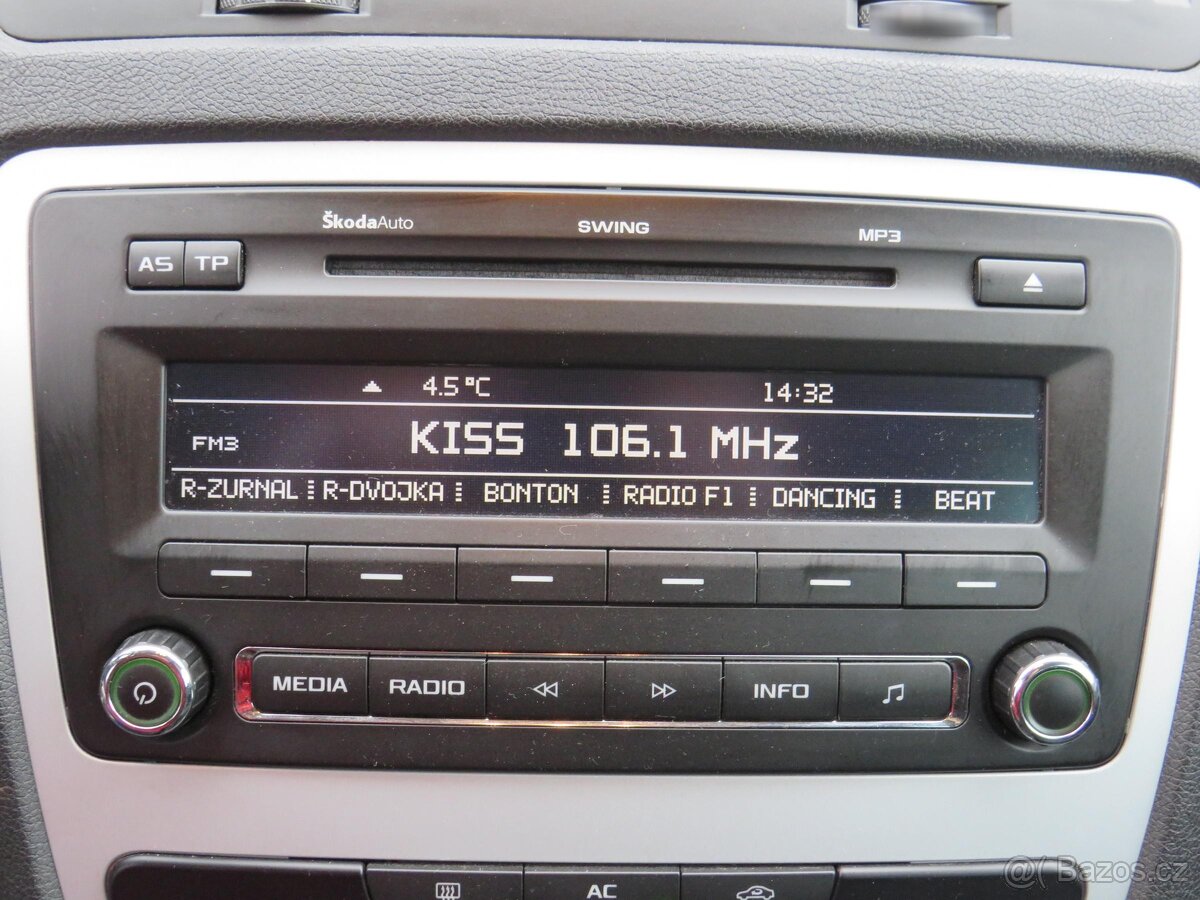 ŠkodaAuto SWING MP3
AS TP
4.5°C 14:32
FM3 KISS 106.1 MHz
R-ZURNAL R-DVOJKA BONTON RADIO F1 DANCING BEAT
MEDIA RADIO INFO
AC
@( Bazos.cz